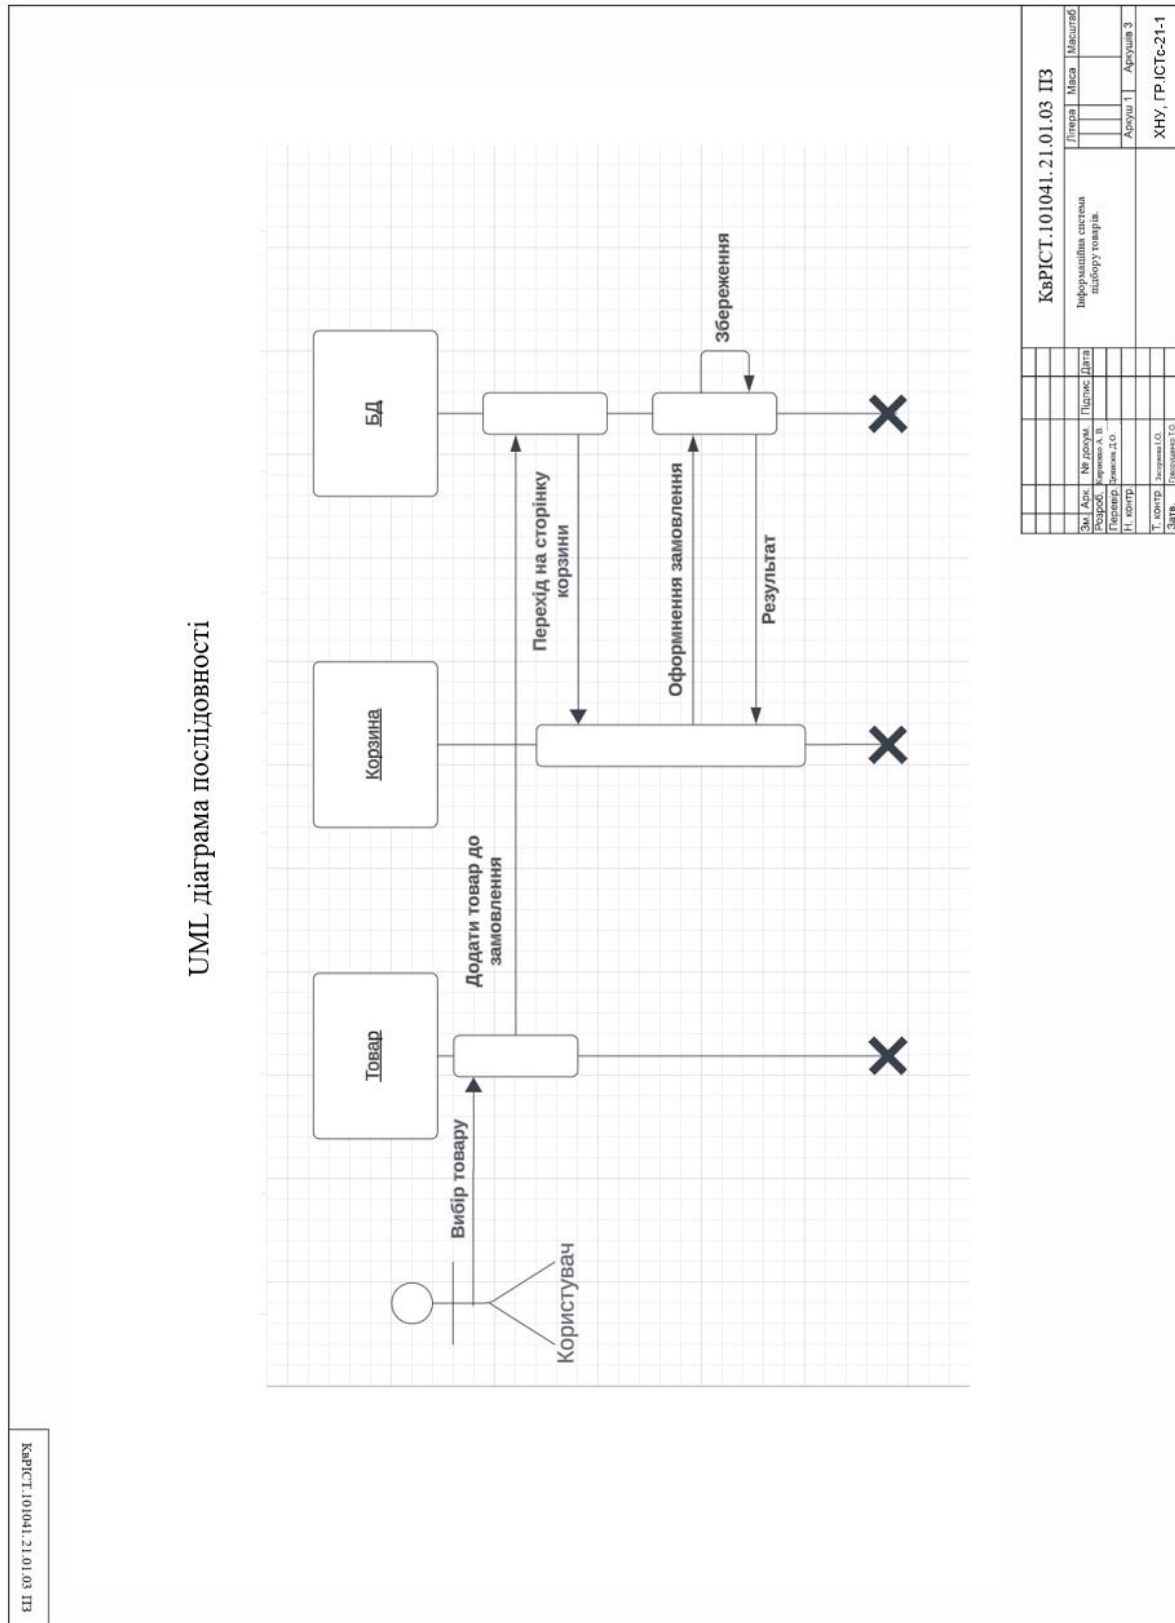 КвРІСТ.101041.21.01.03 ПЗ
UML діаграма послідовності
Товар
Корзина
БД
Вибір товару
Додати товар до
замовлення
Перехід на сторінку
корзини
Оформнення замовлення
Збереження
Результат
Користувач
КвРІСТ.101041.21.01.03 ПЗ
Зм. Арк. № докум. Підпис Дата
Розроб.
Перевір.
Н. контр.
Т. контр.
Затв.
Інформаційна система
підбору товарів.
Літера Маса Масштаб
Аркуш 1 Аркушів 3
ХНУ, ГР.ІСТс-21-1